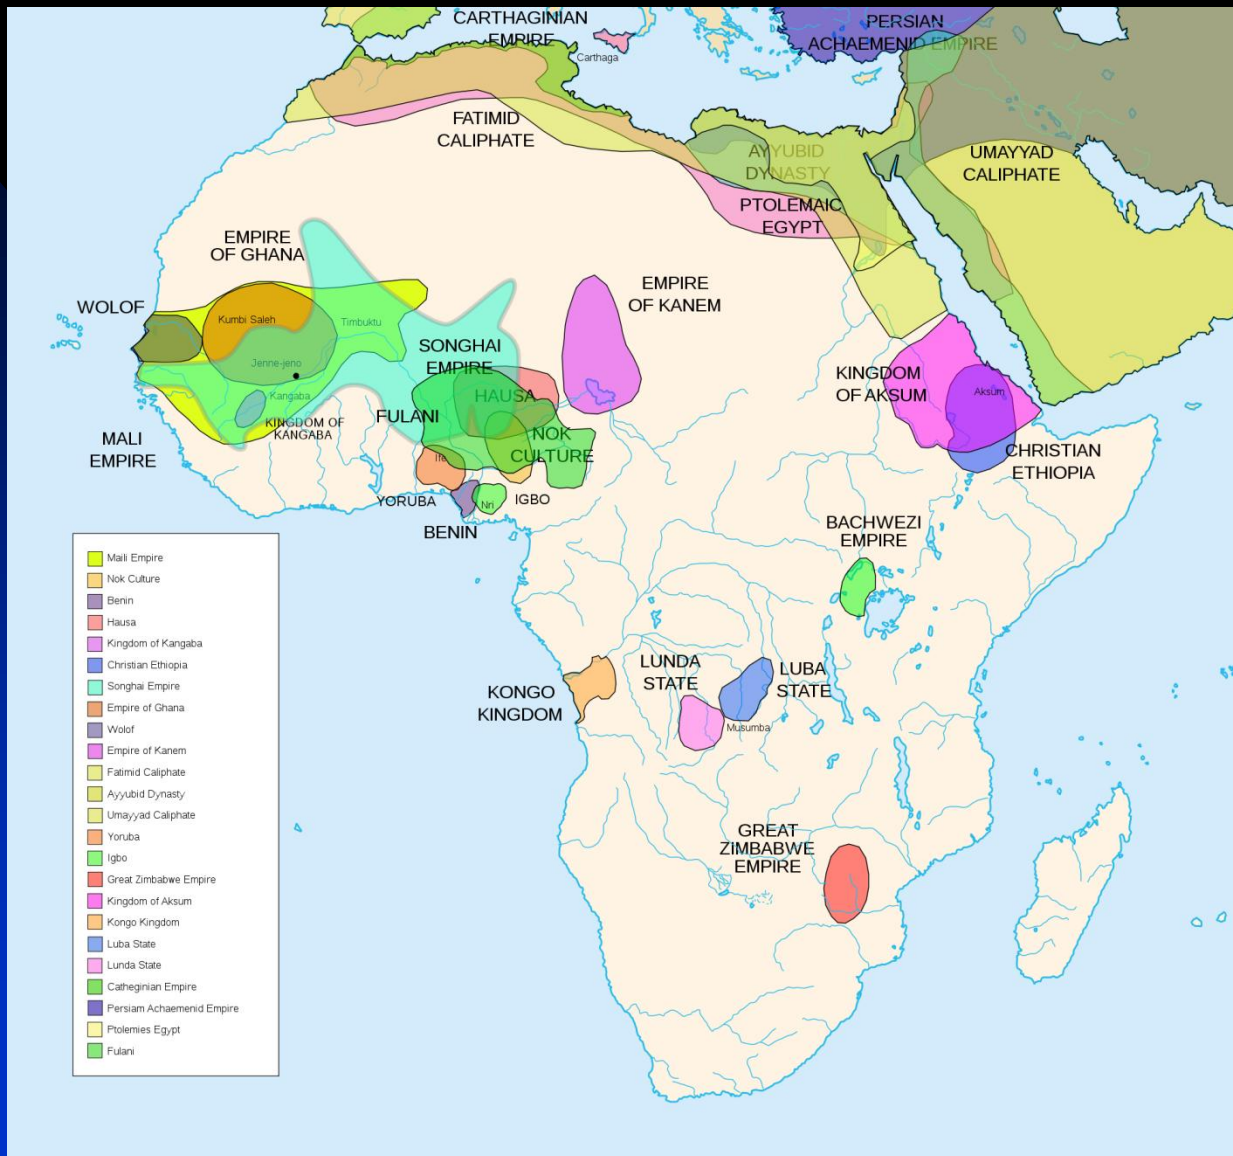 CARTHAGINIAN
EMPIRE
Carthaga
PERSIAN
ACHAEMENID EMPIRE
FATIMID
CALIPHATE
AYYUBID
DYNASTY
UMAYYAD
CALIPHATE
PTOLEMAIC
EGYPT
EMPIRE
OF GHANA
EMPIRE
OF KANEM
WOLOF
Kumbi Saleh
Timbuktu
SONGHAI
EMPIRE
Jenne-jeno
KINGDOM
OF AKSUM
Aksum
Kangaba
HAUSA
FULANI
KINGDOM OF
KANGABA
MALI
EMPIRE
NOK
CULTURE
CHRISTIAN
ETHIOPIA
Ife
YORUBA
Nri
IGBO
BENIN
BACHWEZI
EMPIRE
LUNDA
STATE
LUBA
STATE
KONGO
KINGDOM
Musumba
GREAT
ZIMBABWE
EMPIRE
Maili Empire
Nok Culture
Benin
Hausa
Kingdom of Kangaba
Christian Ethiopia
Songhai Empire
Empire of Ghana
Wolof
Empire of Kanem
Fatimid Caliphate
Ayyubid Dynasty
Umayyad Caliphate
Yoruba
Igbo
Great Zimbabwe Empire
Kingdom of Aksum
Kongo Kingdom
Luba State
Lunda State
Catheginian Empire
Persiam Achaemenid Empire
Ptolemies Egypt
Fulani